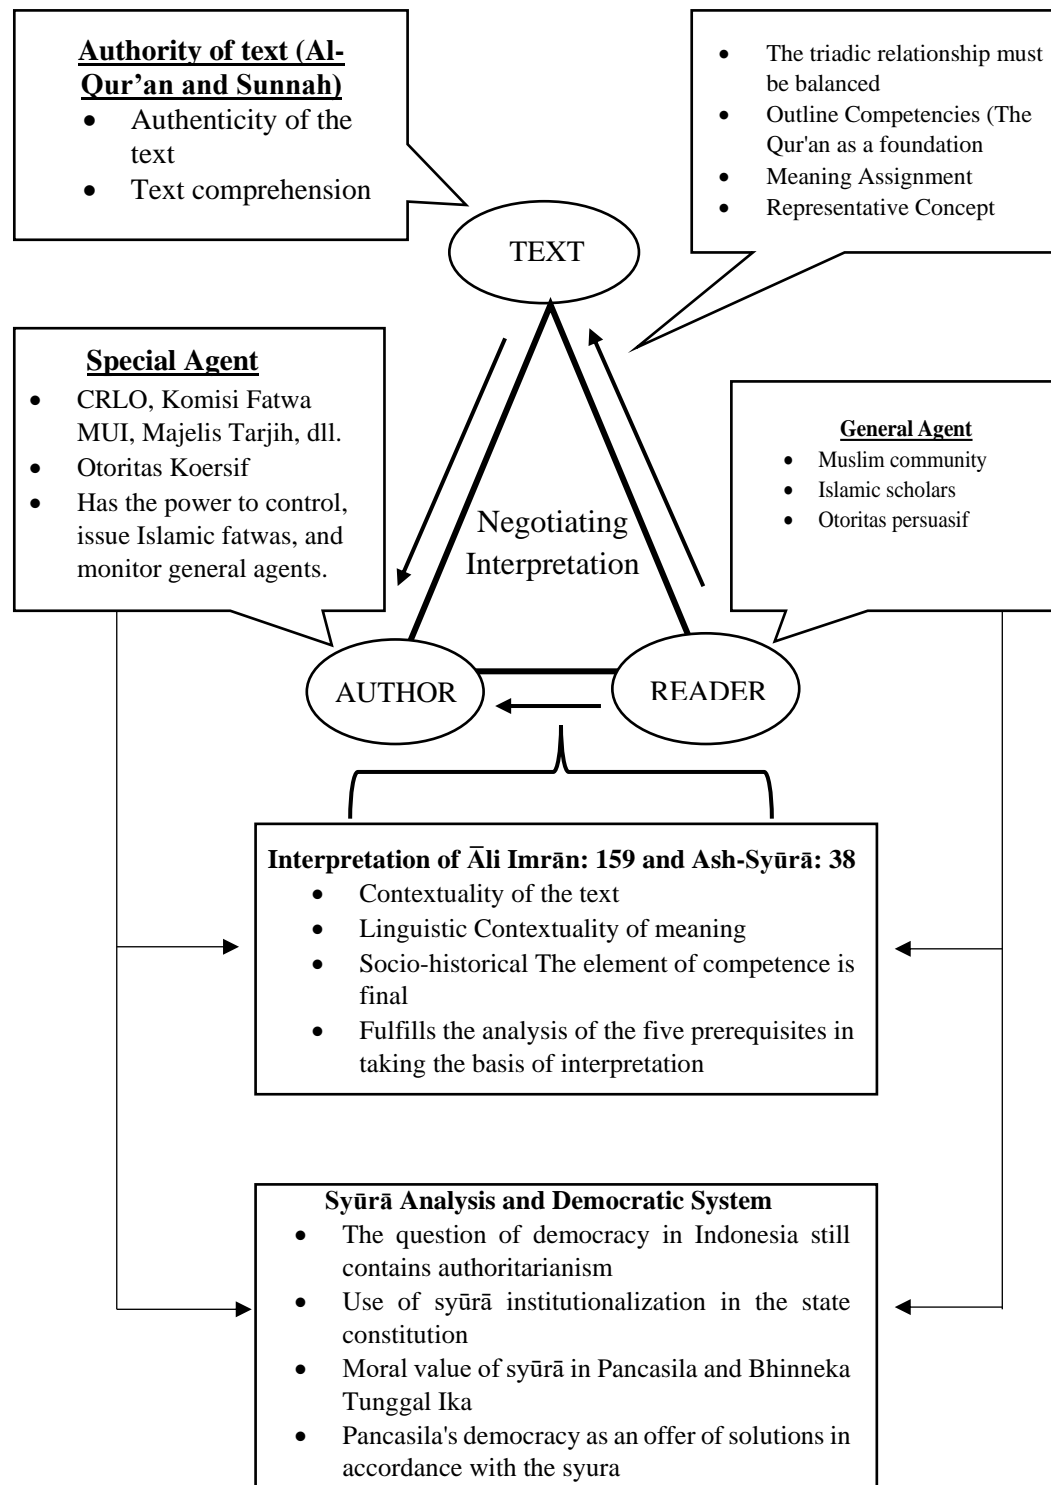 Authority of text (Al-
Qur’an and Sunnah)
• Authenticity of the
text
• Text comprehension
• The triadic relationship must
be balanced
• Outline Competencies (The
Qur'an as a foundation
• Meaning Assignment
• Representative Concept
TEXT
Special Agent
• CRLO, Komisi Fatwa
MUI, Majelis Tarjih, dll.
• Otoritas Koersif
• Has the power to control,
issue Islamic fatwas, and
monitor general agents.
General Agent
• Muslim community
• Islamic scholars
• Otoritas persuasif
Negotiating
Interpretation
AUTHOR
READER
Interpretation of Āli Imrān: 159 and Ash-Syūrā: 38
• Contextuality of the text
• Linguistic Contextuality of meaning
• Socio-historical The element of competence is
final
• Fulfills the analysis of the five prerequisites in
taking the basis of interpretation
Syūrā Analysis and Democratic System
• The question of democracy in Indonesia still
contains authoritarianism
• Use of syūrā institutionalization in the state
constitution
• Moral value of syūrā in Pancasila and Bhinneka
Tunggal Ika
• Pancasila's democracy as an offer of solutions in
accordance with the syura